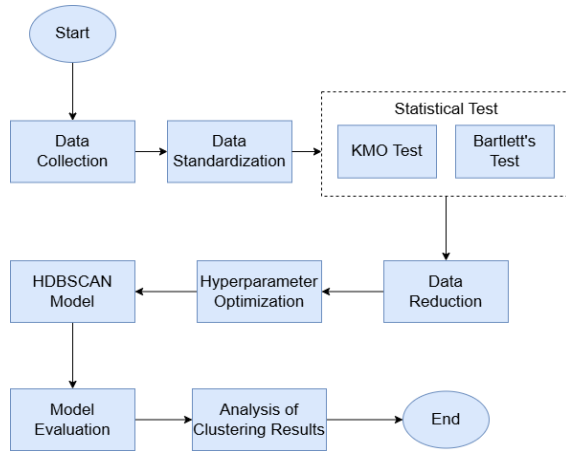 Start
Data
Collection
Data
Standardization
Statistical Test
KMO Test
Bartlett's
Test
HDBSCAN
Model
Hyperparameter
Optimization
Data
Reduction
Model
Evaluation
Analysis of
Clustering Results
End